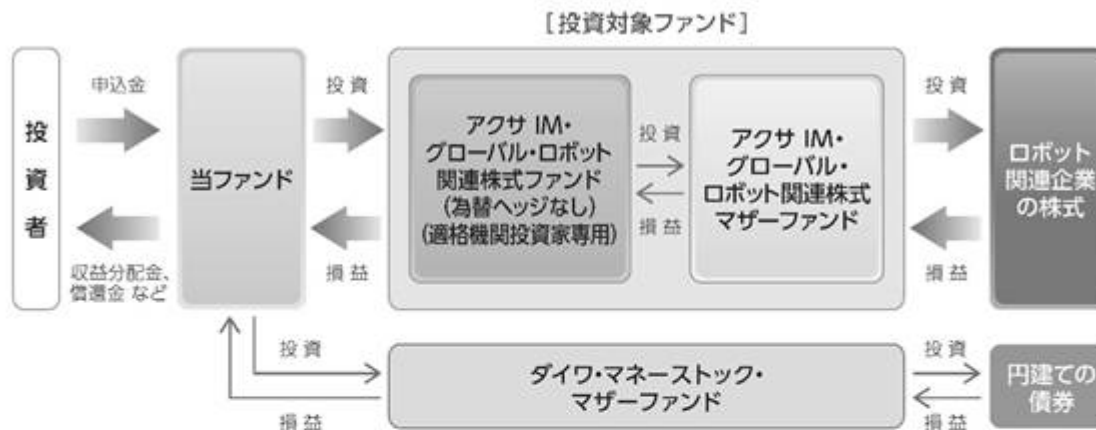 [投資対象ファンド]
投資者
申込金
収益分配金、
償還金 など
当ファンド
投資
損益
アクサ IM・
グローバル・ロボット
関連株式ファンド
(為替ヘッジなし)
(適格機関投資家専用)
投資
損益
アクサ IM・
グローバル・
ロボット関連株式
マザーファンド
投資
損益
ロボット
関連企業
の株式
投資
損益
ダイワ・マネーストック・
マザーファンド
投資
損益
円建ての
債券